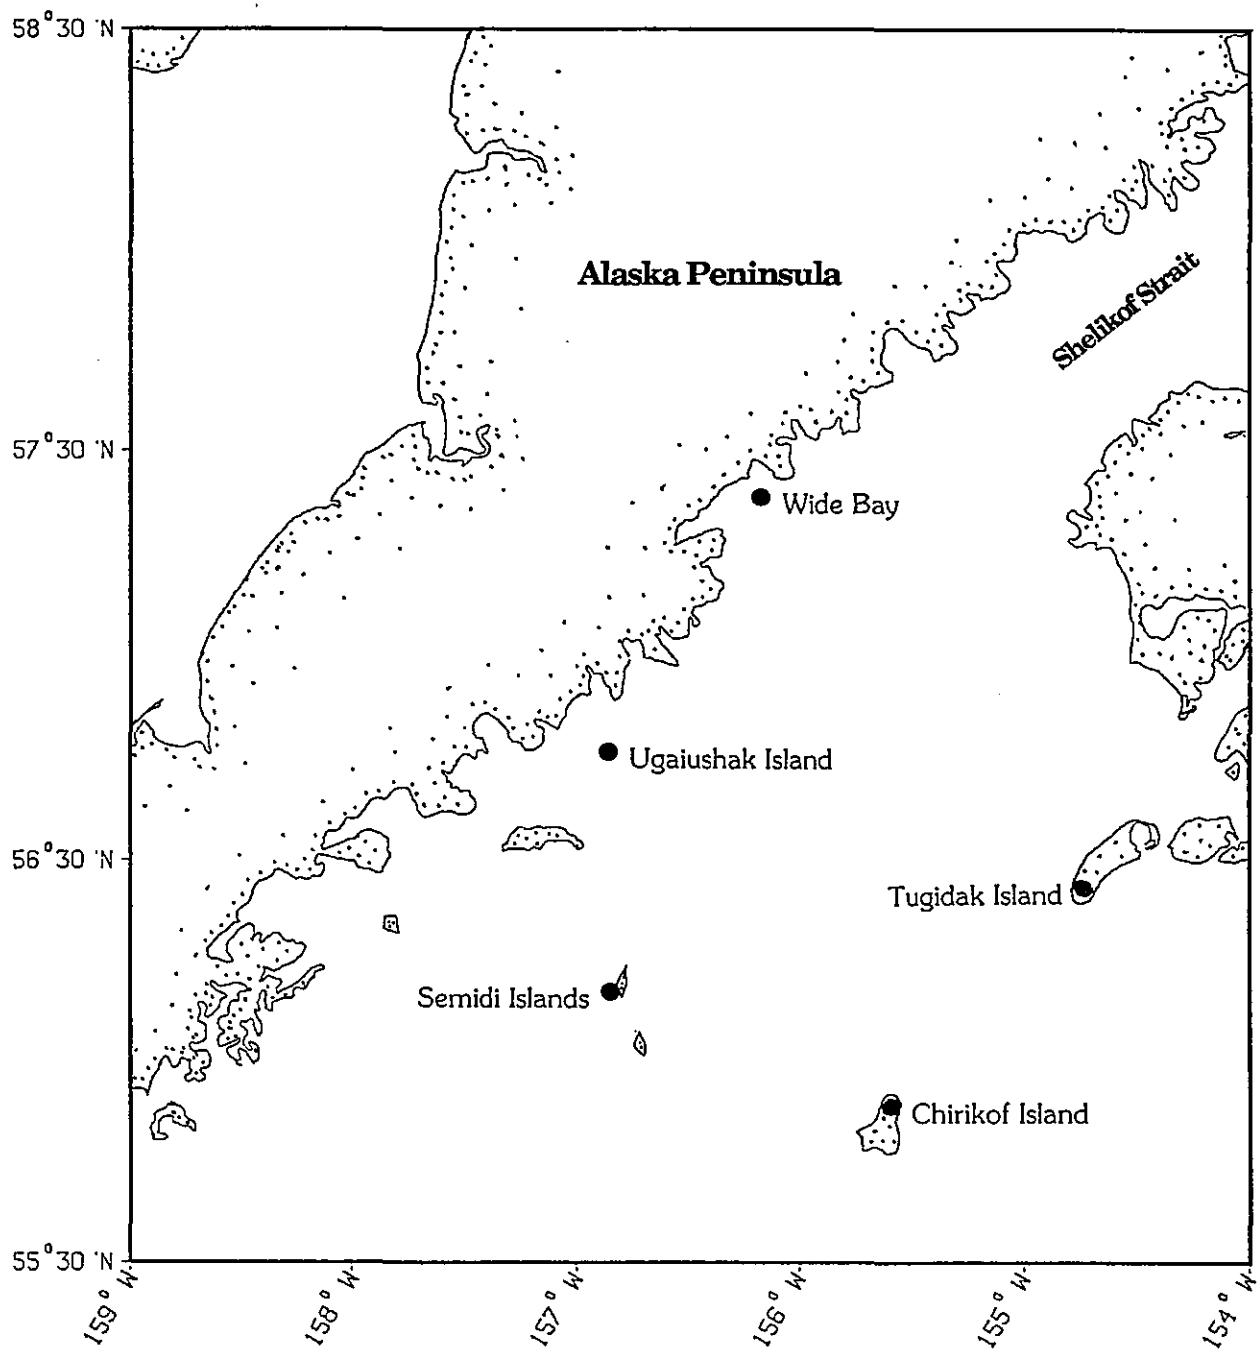 58°30 'N
Alaska Peninsula
Shelikof Strait
57°30 'N
Wide Bay
Ugaiushak Island
56°30 'N
Tugidak Island
Semidi Islands
Chirikof Island
55°30 'N
159° W
158° W
157° W
156° W
155° W
154° W